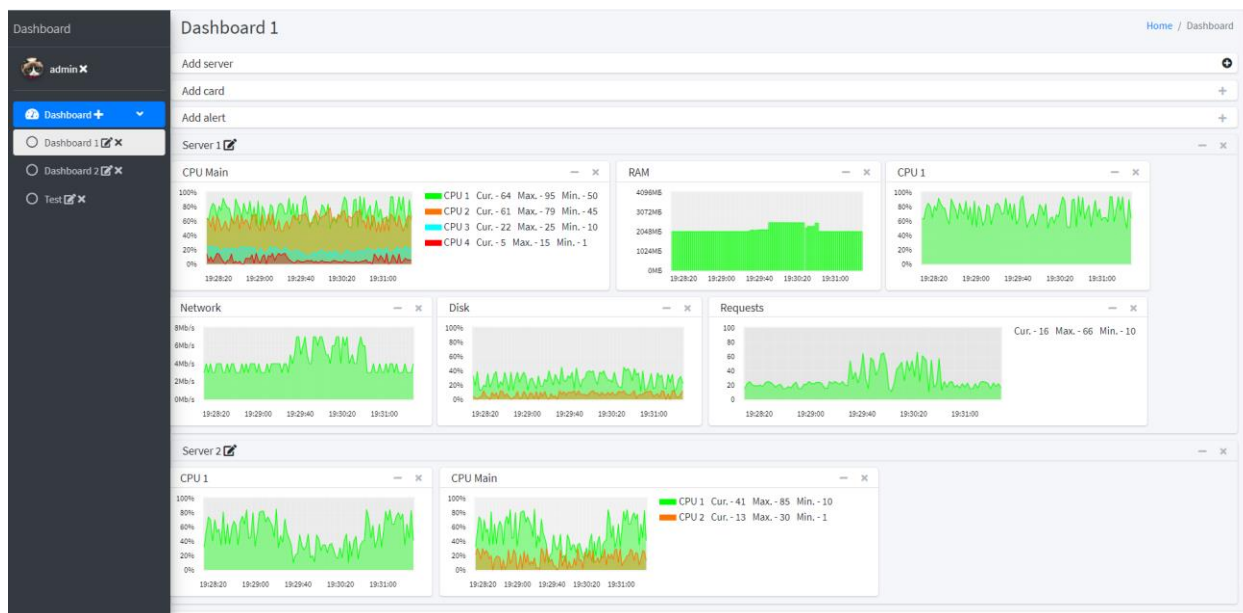 Dashboard
admin
Dashboard
Dashboard 1
Dashboard 2
Test
Dashboard 1
Home / Dashboard
Add server
Add card
Add alert
Server 1
CPU Main
100%
80%
60%
40%
20%
0%
19:28:20 19:29:00 19:29:40 19:30:20 19:31:00
CPU 1 Cur. - 64 Max. - 95 Min. - 50
CPU 2 Cur. - 61 Max. - 79 Min. - 45
CPU 3 Cur. - 22 Max. - 25 Min. - 10
CPU 4 Cur. - 5 Max. - 15 Min. - 1
RAM
4096МБ
3072МБ
2048МБ
1024МБ
0МБ
19:28:20 19:29:00 19:29:40 19:30:20 19:31:00
CPU 1
100%
80%
60%
40%
20%
0%
19:28:20 19:29:00 19:29:40 19:30:20 19:31:00
Network
8Mb/s
6Mb/s
4Mb/s
2Mb/s
0Mb/s
19:28:20 19:29:00 19:29:40 19:30:20 19:31:00
Disk
100%
80%
60%
40%
20%
0%
19:28:20 19:29:00 19:29:40 19:30:20 19:31:00
Requests
100
80
60
40
20
0
19:28:20 19:29:00 19:29:40 19:30:20 19:31:00
Cur. - 16 Max. - 66 Min. - 10
Server 2
CPU 1
100%
80%
60%
40%
20%
0%
19:28:20 19:29:00 19:29:40 19:30:20 19:31:00
CPU Main
100%
80%
60%
40%
20%
0%
19:28:20 19:29:00 19:29:40 19:30:20 19:31:00
CPU 1 Cur. - 41 Max. - 85 Min. - 10
CPU 2 Cur. - 13 Max. - 30 Min. - 1